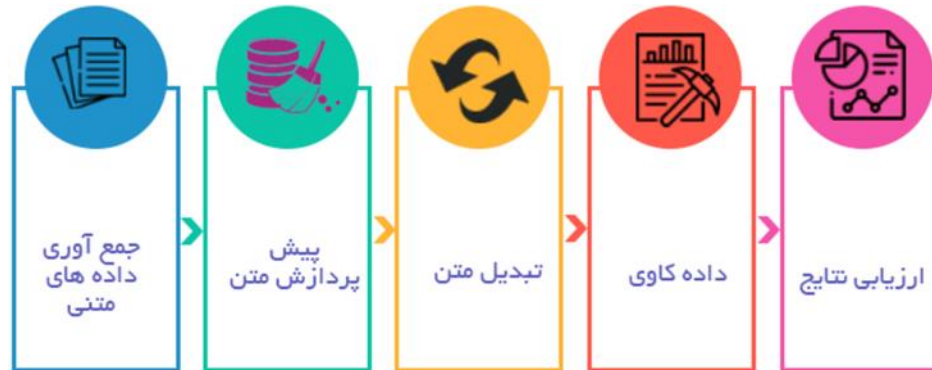 جمع آوری
داده های
متنی
پیش
پردازش متن
تبدیل متن
داده کاوی
ارزیابی نتایج